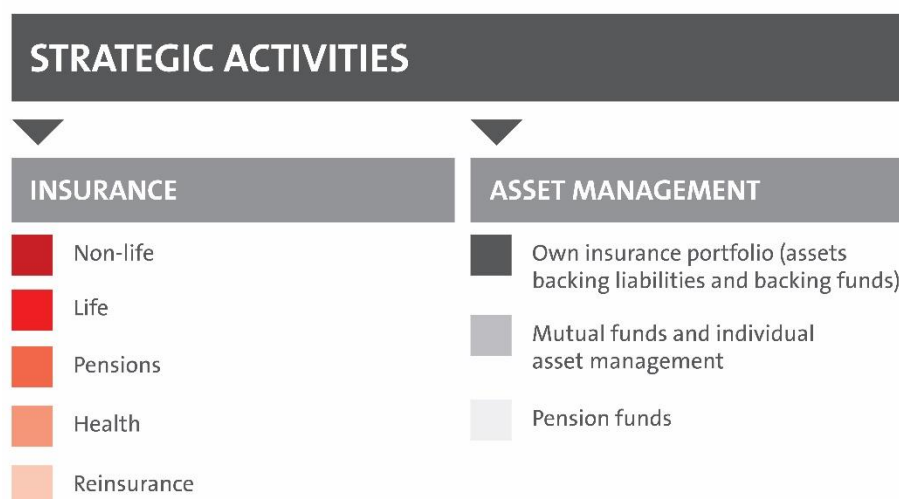 STRATEGIC ACTIVITIES
INSURANCE
Non-life
Life
Pensions
Health
Reinsurance
ASSET MANAGEMENT
Own insurance portfolio (assets
backing liabilities and backing funds)
Mutual funds and individual
asset management
Pension funds